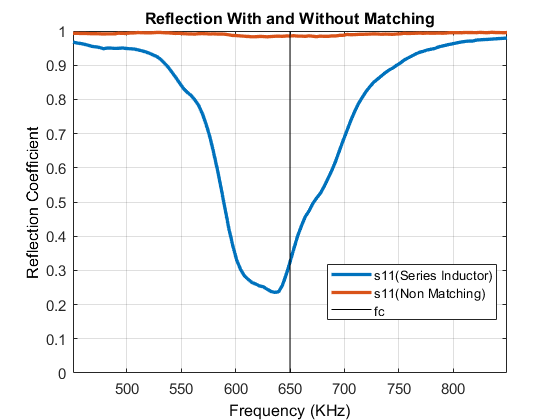 Reflection With and Without Matching
1
0.9
0.8
0.7
0.6
0.5
0.4
0.3
0.2
0.1
0
Reflection Coefficient
s11(Series Inductor)
s11(Non Matching)
fc
500 550 600 650 700 750 800
Frequency (KHz)